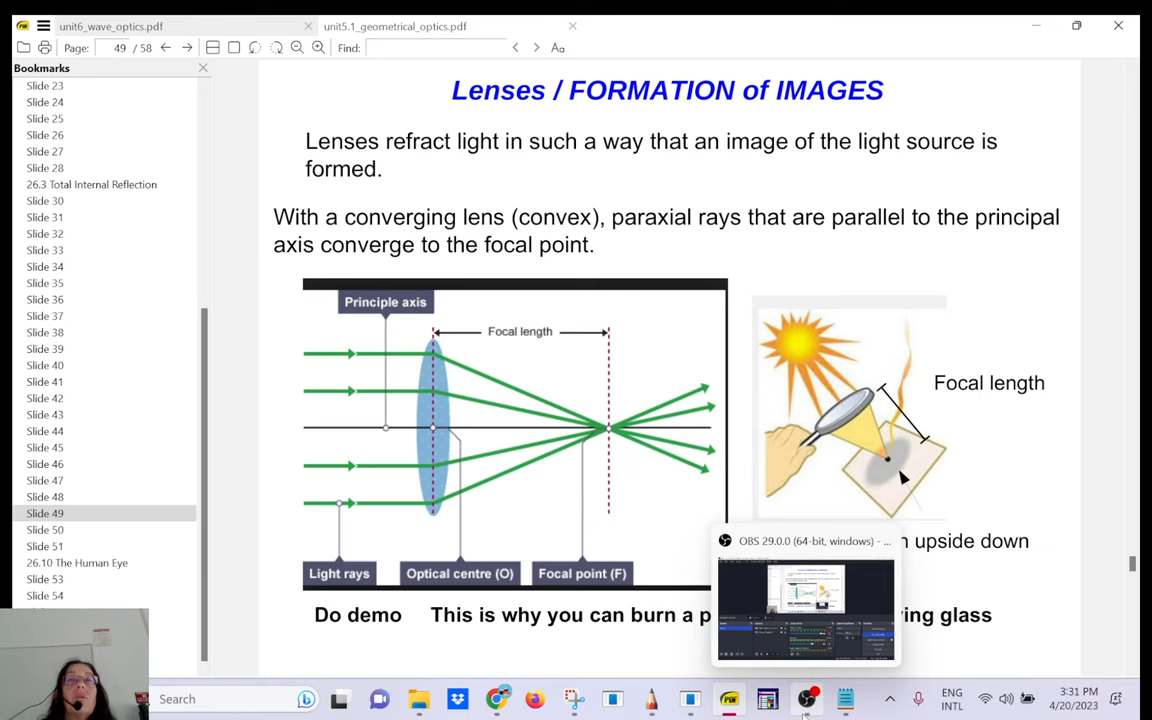 unit6_wave_optics.pdf
unit5.1_geometrical_optics.pdf
Page: 49 / 58
Find:
Aa
Bookmarks
Slide 23
Slide 24
Slide 25
Slide 26
Slide 27
Slide 28
26.3 Total Internal Reflection
Slide 30
Slide 31
Slide 32
Slide 33
Slide 34
Slide 35
Slide 36
Slide 37
Slide 38
Slide 39
Slide 40
Slide 41
Slide 42
Slide 43
Slide 44
Slide 45
Slide 46
Slide 47
Slide 48
Slide 49
Slide 50
Slide 51
26.10 The Human Eye
Slide 53
Slide 54
Lenses / FORMATION of IMAGES
Lenses refract light in such a way that an image of the light source is
formed.
With a converging lens (convex), paraxial rays that are parallel to the principal
axis converge to the focal point.
Principle axis
Focal length
Light rays
Optical centre (O)
Focal point (F)
Focal length
upside down
OBS 29.0.0 (64-bit, windows) - ...
Do demo This is why you can burn a glass
Search
ENG
INTL
3:31 PM
4/20/2023